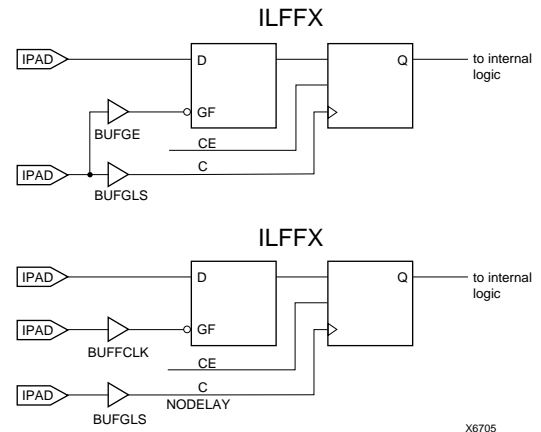 ILFFX
IPAD
D
Q
to internal
logic
GF
BUFGE
CE
IPAD
C
BUFGLS
ILFFX
IPAD
D
Q
to internal
logic
IPAD
GF
BUFFCLK
CE
IPAD
C
NODELAY
BUFGLS
X6705